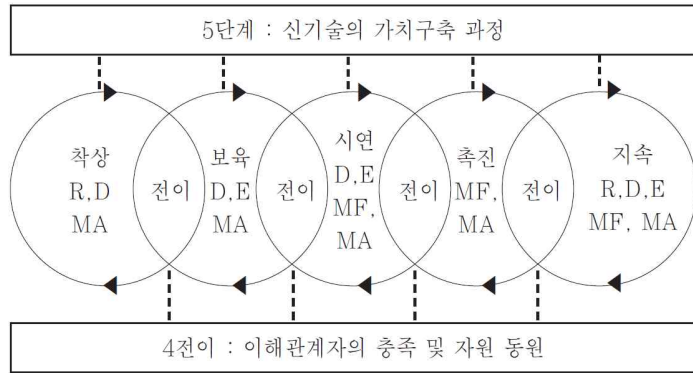 5단계 : 신기술의 가치구축 과정
착상
R,D
MA
전이
보육
D,E
MA
전이
시연
D,E
MF,
MA
전이
촉진
MF,
MA
전이
지속
R,D,E
MF, MA
4전이 : 이해관계자의 충족 및 자원 동원